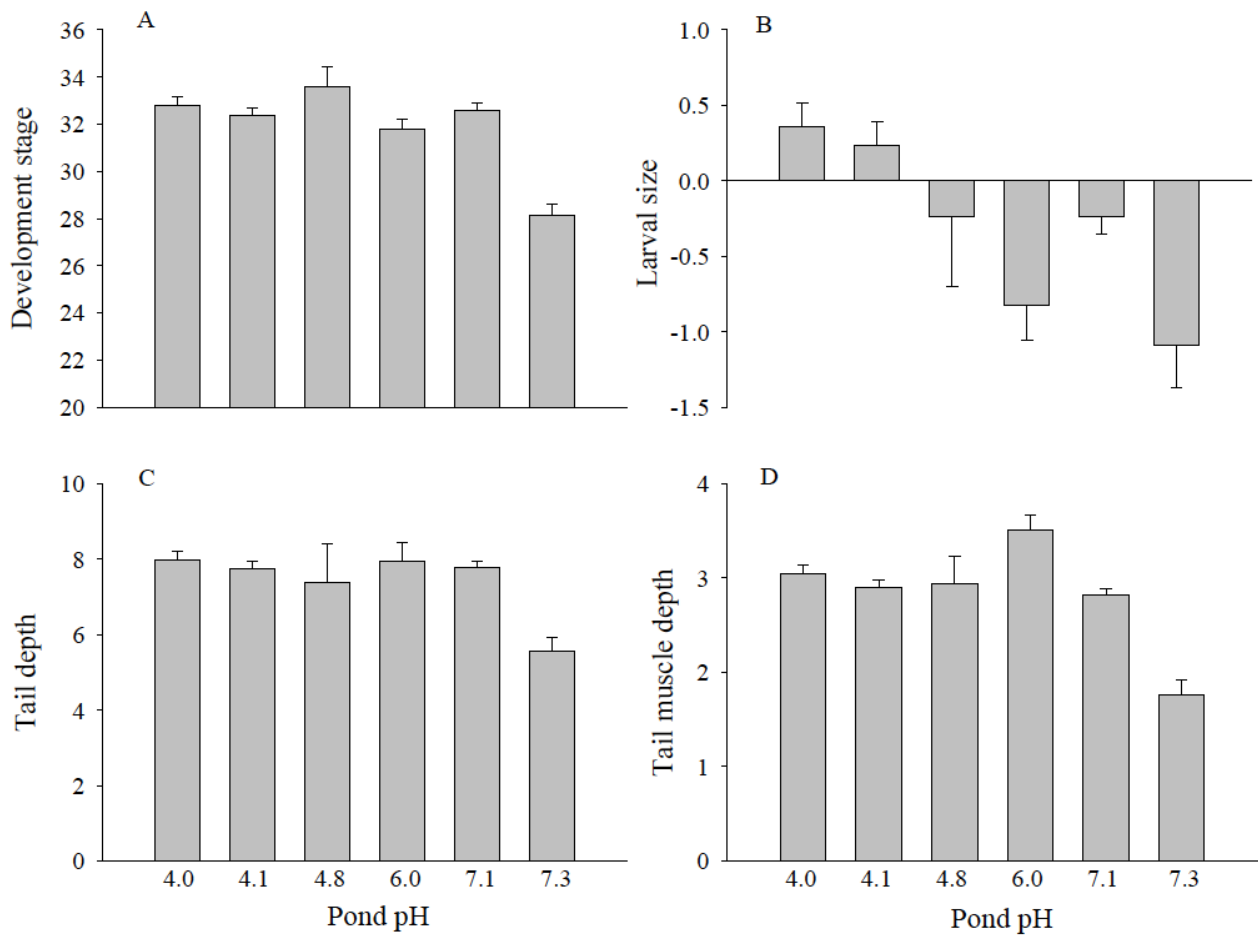 A
Development stage
36
34
32
30
28
26
24
22
20
B
Larval size
1.0
0.5
0.0
-0.5
-1.0
-1.5
C
Tail depth
10
8
6
4
2
0
4.0 4.1 4.8 6.0 7.1 7.3
Pond pH
D
Tail muscle depth
4
3
2
1
0
4.0 4.1 4.8 6.0 7.1 7.3
Pond pH